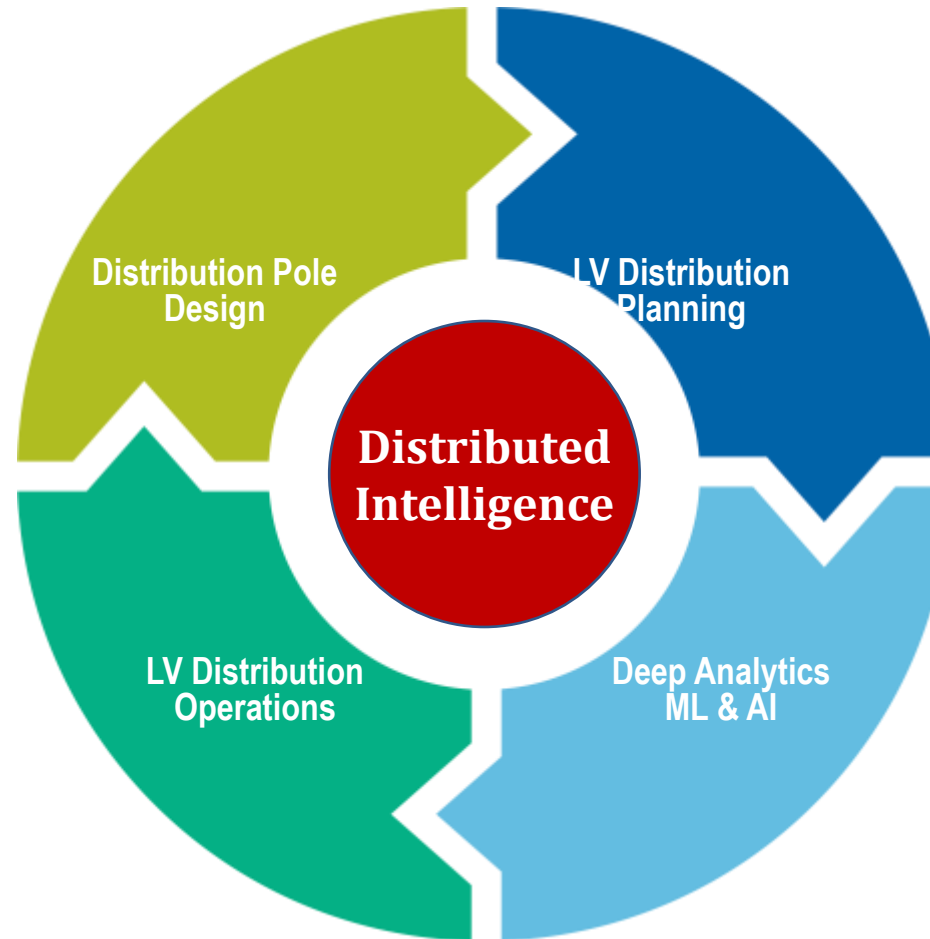 Distribution Pole
Design
LV Distribution
Planning
Distributed
Intelligence
LV Distribution
Operations
Deep Analytics
ML & AI